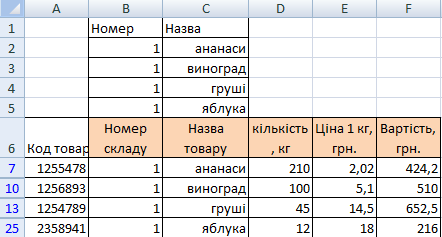 A B C D E F
1 Номер Назва
2 1 ананаси
3 1 виноград
4 1 груші
5 1 яблука
6 Код товар Номер складу Назва товару кількість, кг Ціна 1 кг, грн. Вартість, грн.
7 1255478 1 ананаси 210 2,02 424,2
10 1256893 1 виноград 100 5,1 510
13 1254789 1 груші 45 14,5 652,5
15 2358941 1 яблука 12 18 216